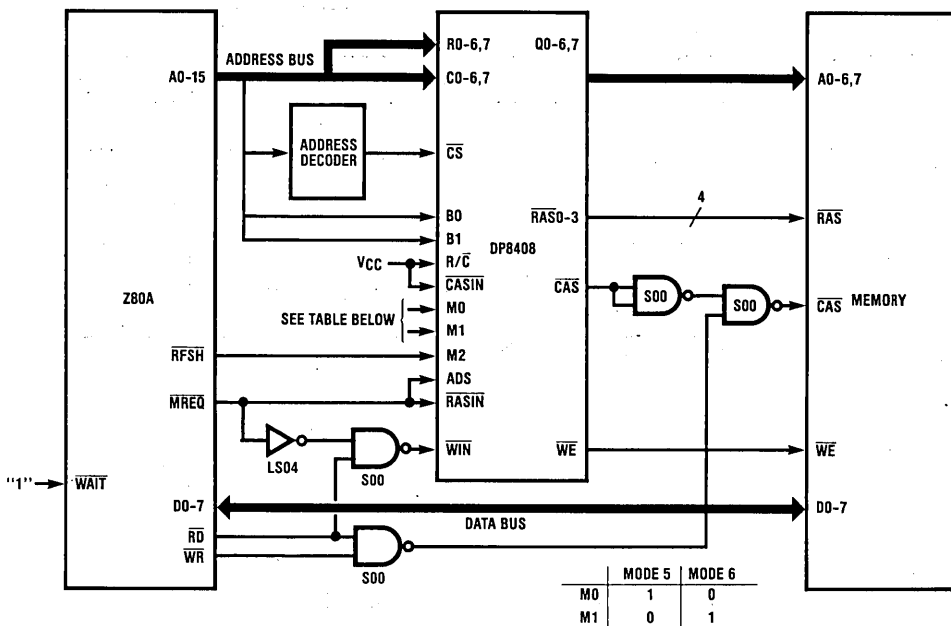 ADDRESS BUS
A0-15
R0-6,7
Q0-6,7
C0-6,7
A0-6,7
ADDRESS
DECODER
CS
4
B0
RAS0-3
RAS
B1
DP8408
VCC
R/C
Z80A
CASIN
CAS
S00
S00
CAS
MEMORY
SEE TABLE BELOW
M0
M1
RFSH
M2
ADS
MREQ
RASIN
LS04
S00
WIN
WE
WE
"1"
WAIT
D0-7
D0-7
DATA BUS
RD
WR
S00
MODE 5 MODE 6
M0 1 0
M1 0 1